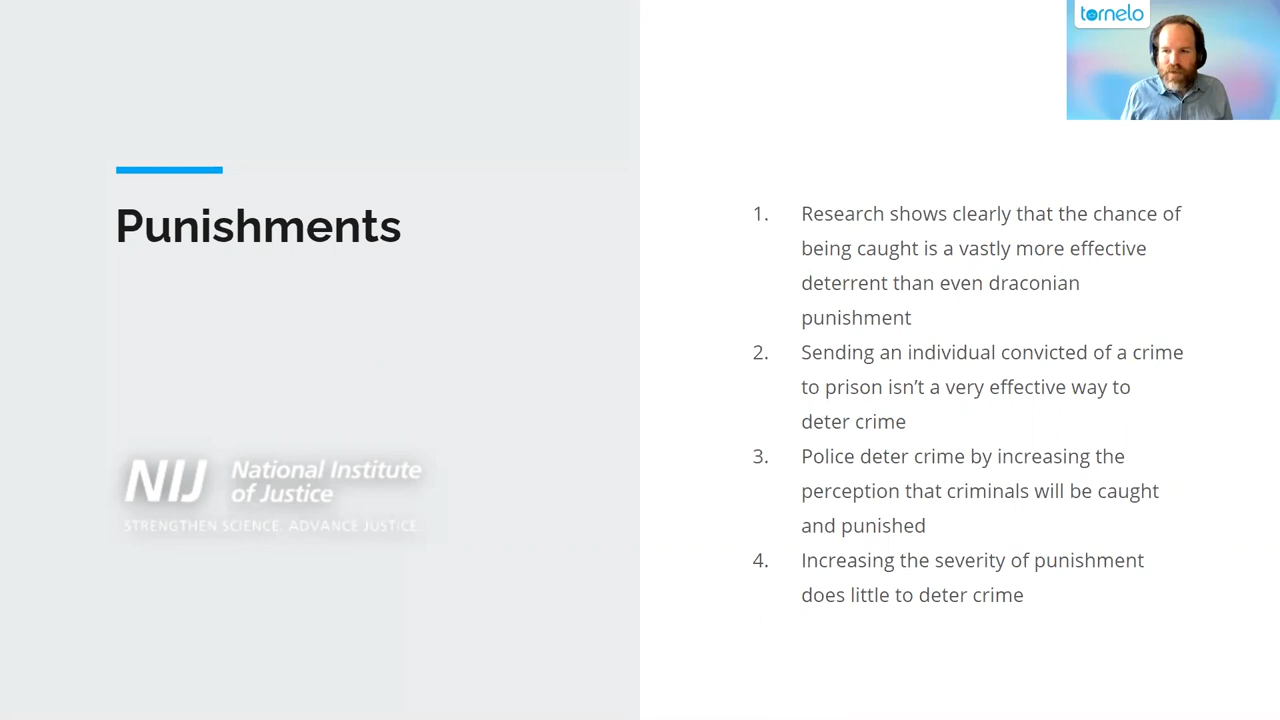 tornelo
Punishments
NIJ National Institute
of Justice
STRENGTHEN SCIENCE. ADVANCE JUSTICE.
1. Research shows clearly that the chance of
being caught is a vastly more effective
deterrent than even draconian
punishment
2. Sending an individual convicted of a crime
to prison isn’t a very effective way to
deter crime
3. Police deter crime by increasing the
perception that criminals will be caught
and punished
4. Increasing the severity of punishment
does little to deter crime